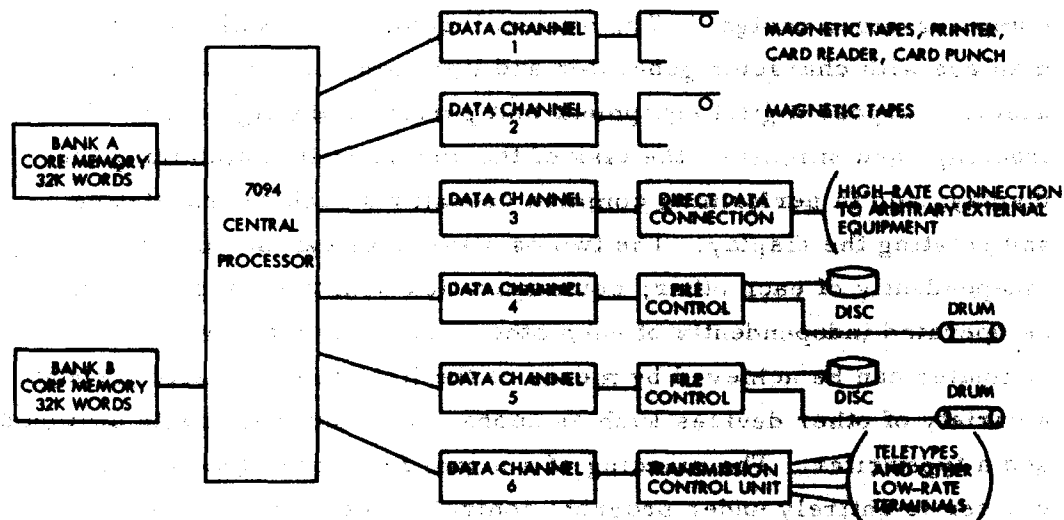 DATA CHANNEL
1
MAGNETIC TAPES, PRINTER,
CARD READER, CARD PUNCH
DATA CHANNEL
2
MAGNETIC TAPES
BANK A
CORE MEMORY
32K WORDS
7094
CENTRAL
PROCESSOR
DATA CHANNEL
3
DIRECT DATA
CONNECTION
HIGH-RATE CONNECTION
TO ARBITRARY EXTERNAL
EQUIPMENT
DATA CHANNEL
4
FILE
CONTROL
DISC
DRUM
BANK B
CORE MEMORY
32K WORDS
DATA CHANNEL
5
FILE
CONTROL
DISC
DRUM
DATA CHANNEL
6
TRANSMISSION
CONTROL UNIT
TELETYPES
AND OTHER
LOW-RATE
TERMINALS